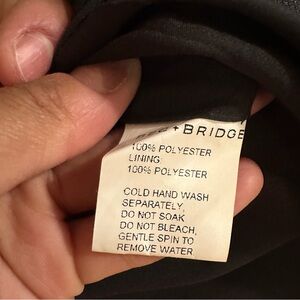 + BRIDGE
100% POLYESTER
LINING
100% POLYESTER
COLD HAND WASH
SEPARATELY,
DO NOT SOAK
DO NOT BLEACH,
GENTLE SPIN TO
REMOVE WATER